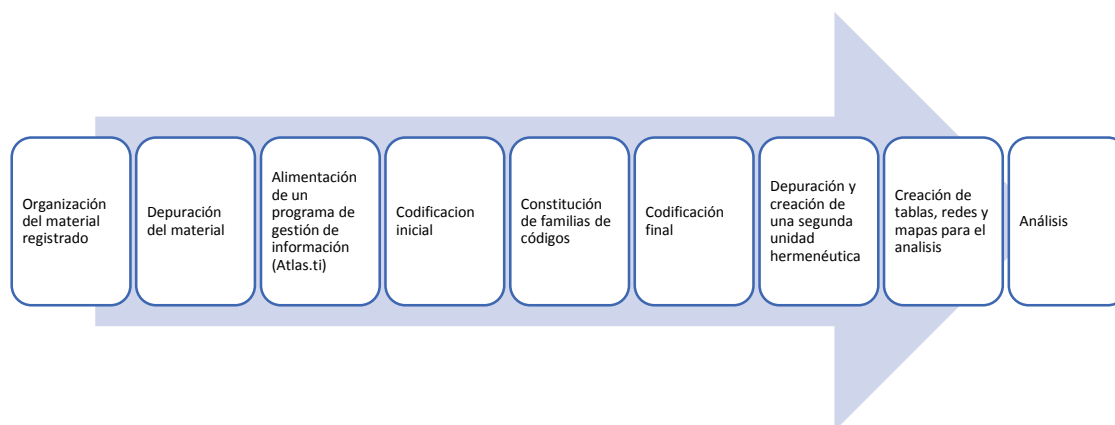 Organización
del material
registrado
Depuración
del material
Alimentación
de un
programa de
gestión de
información
(Atlas.ti)
Codificacion
inicial
Constitución
de familias de
códigos
Codificación
final
Depuración y
creación de
una segunda
unidad
hermenéutica
Creación de
tablas, redes y
mapas para el
analisis
Análisis